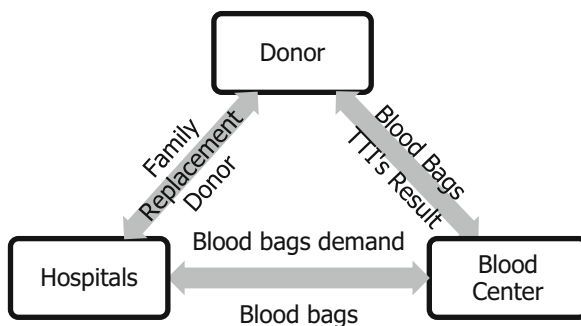 Donor
Family
Replacement
Donor
Blood Bags
TTI's Result
Blood bags demand
Hospitals
Blood
Center
Blood bags